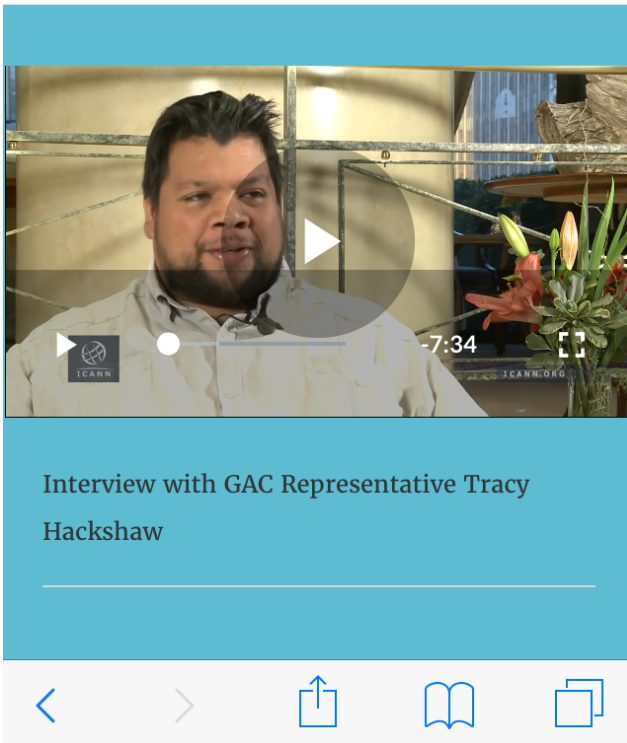 -7:34
ICANN
ICANN.ORG
Interview with GAC Representative Tracy
Hackshaw